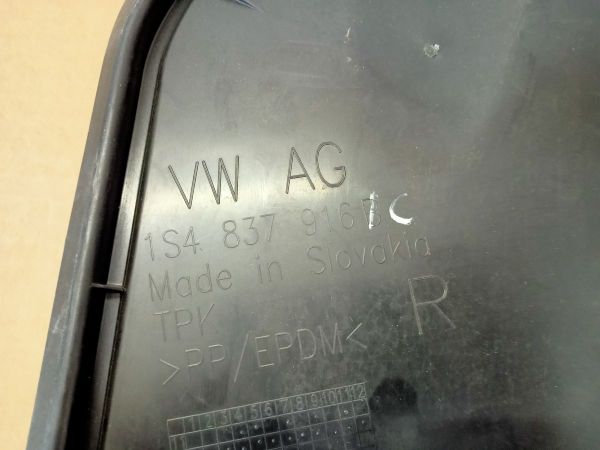 VW AG
1S4 837 916 C
Made in Slovakia
TPV
R
>PP/EPDM<
1 2 3 4 5 6 7 8 9 10 11 12